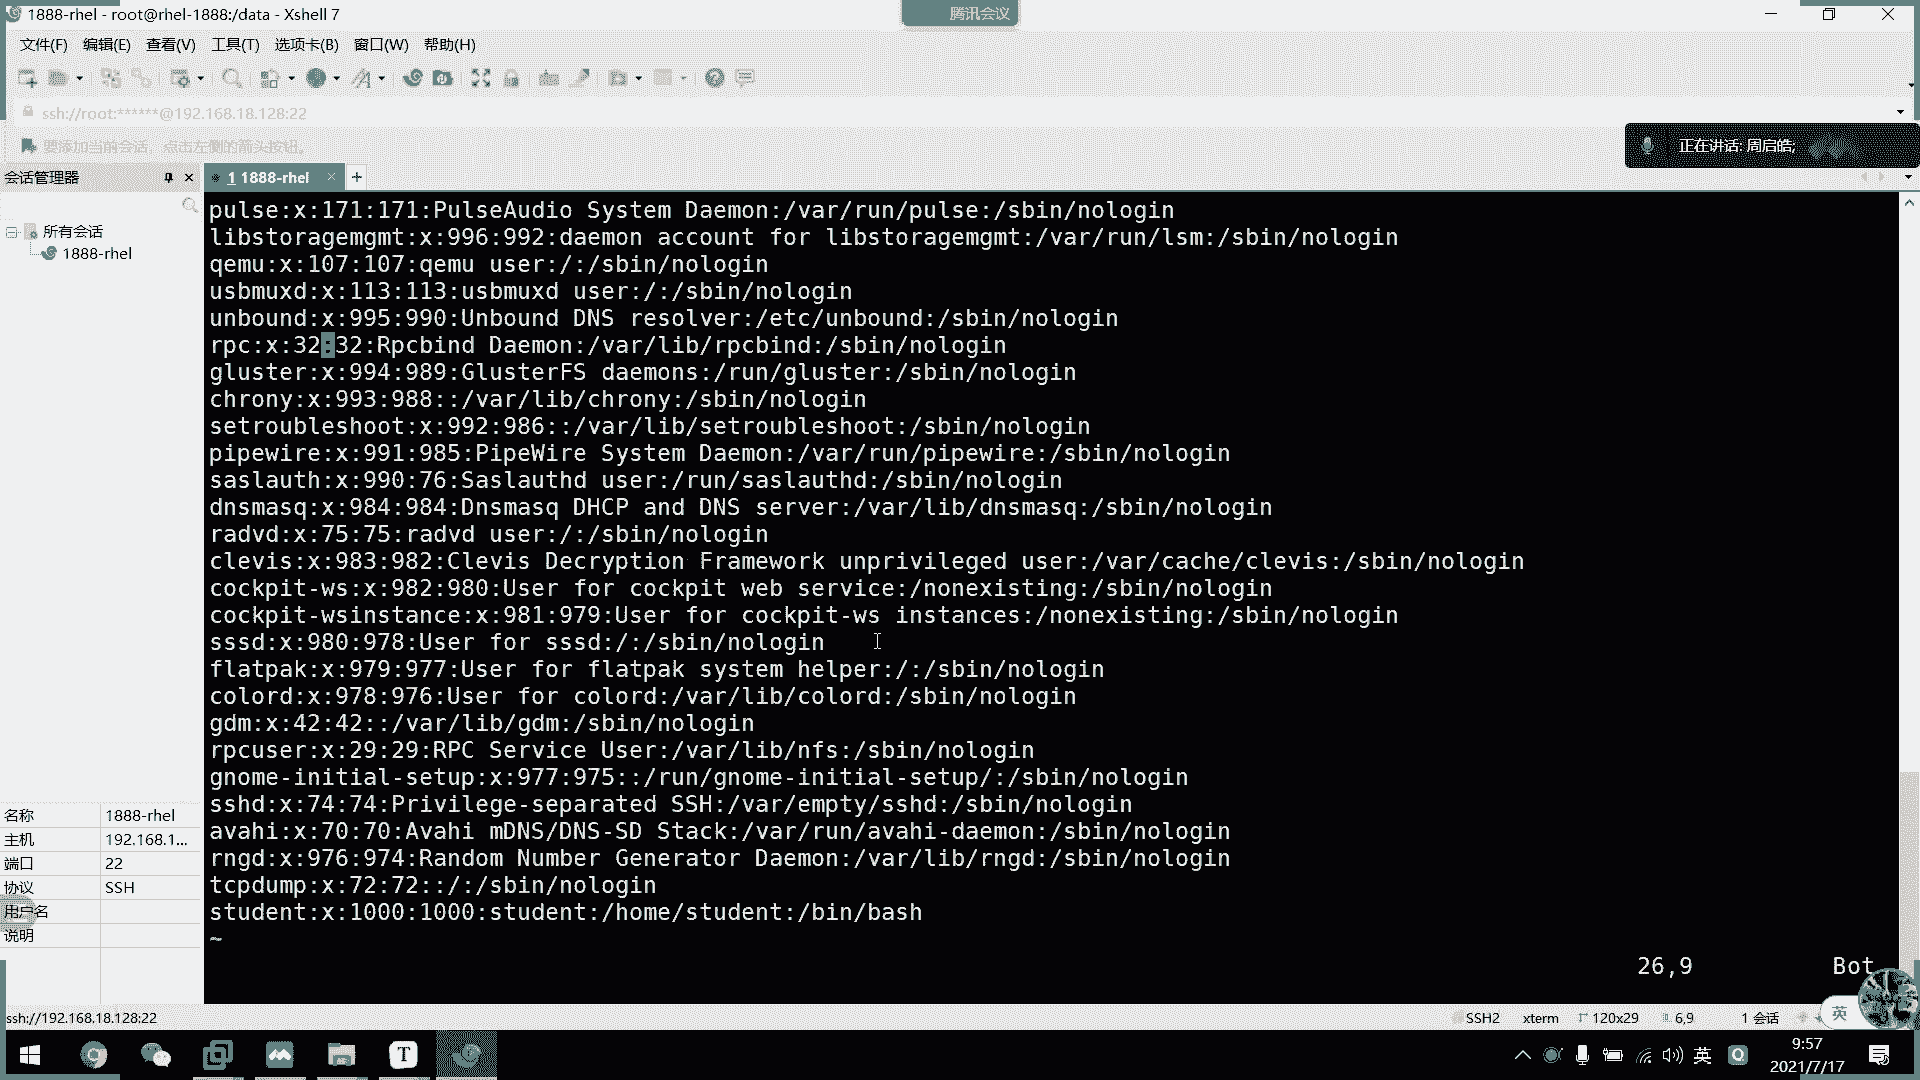 1888-rhel - root@rhel-1888:/data - Xshell 7
腾讯会议
文件(F) 编辑(E) 查看(V) 工具(T) 选项卡(B) 窗口(W) 帮助(H)
ssh://root:******@192.168.18.128:22
要添加当前会话，点击左侧的箭头按钮。
正在讲话: 周启皓;
会话管理器
1 1888-rhel
所有会话
1888-rhel
pulse:x:171:171:PulseAudio System Daemon:/var/run/pulse:/sbin/nologin
libstoragemgmt:x:996:992:daemon account for libstoragemgmt:/var/run/lsm:/sbin/nologin
qemu:x:107:107:qemu user:/:/sbin/nologin
usbmuxd:x:113:113:usbmuxd user:/:/sbin/nologin
unbound:x:995:990:Unbound DNS resolver:/etc/unbound:/sbin/nologin
rpc:x:32:32:Rpcbind Daemon:/var/lib/rpcbind:/sbin/nologin
gluster:x:994:989:GlusterFS daemons:/run/gluster:/sbin/nologin
chrony:x:993:988::/var/lib/chrony:/sbin/nologin
setroubleshoot:x:992:986::/var/lib/setroubleshoot:/sbin/nologin
pipewire:x:991:985:PipeWire System Daemon:/var/run/pipewire:/sbin/nologin
saslauth:x:990:76:Saslauthd user:/run/saslauthd:/sbin/nologin
dnsmasq:x:984:984:Dnsmasq DHCP and DNS server:/var/lib/dnsmasq:/sbin/nologin
radvd:x:75:75:radvd user:/:/sbin/nologin
clevis:x:983:982:Clevis Decryption Framework unprivileged user:/var/cache/clevis:/sbin/nologin
cockpit-ws:x:982:980:User for cockpit web service:/nonexisting:/sbin/nologin
cockpit-wsinstance:x:981:979:User for cockpit-ws instances:/nonexisting:/sbin/nologin
sssd:x:980:978:User for sssd:/:/sbin/nologin
flatpak:x:979:977:User for flatpak system helper:/:/sbin/nologin
colord:x:978:976:User for colord:/var/lib/colord:/sbin/nologin
gdm:x:42:42::/var/lib/gdm:/sbin/nologin
rpcuser:x:29:29:RPC Service User:/var/lib/nfs:/sbin/nologin
gnome-initial-setup:x:977:975::/run/gnome-initial-setup/:/sbin/nologin
sshd:x:74:74:Privilege-separated SSH:/var/empty/sshd:/sbin/nologin
avahi:x:70:70:Avahi mDNS/DNS-SD Stack:/var/run/avahi-daemon:/sbin/nologin
rngd:x:976:974:Random Number Generator Daemon:/var/lib/rngd:/sbin/nologin
tcpdump:x:72:72::/:/sbin/nologin
student:x:1000:1000:student:/home/student:/bin/bash
~
26,9 Bot
名称 1888-rhel
主机 192.168.1...
端口 22
协议 SSH
用户名
说明
ssh://192.168.18.128:22
SSH2 xterm 120x29 6,9 1 会话
英
英
9:57
2021/7/17